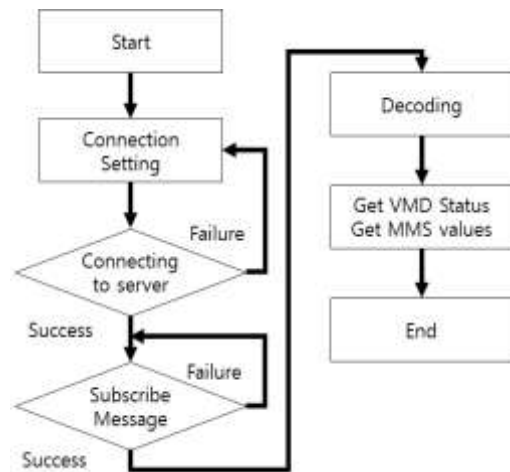 Start
Connection
Setting
Failure
Connecting
to server
Success
Failure
Subscribe
Message
Success
Decoding
Get VMD Status
Get MMS values
End